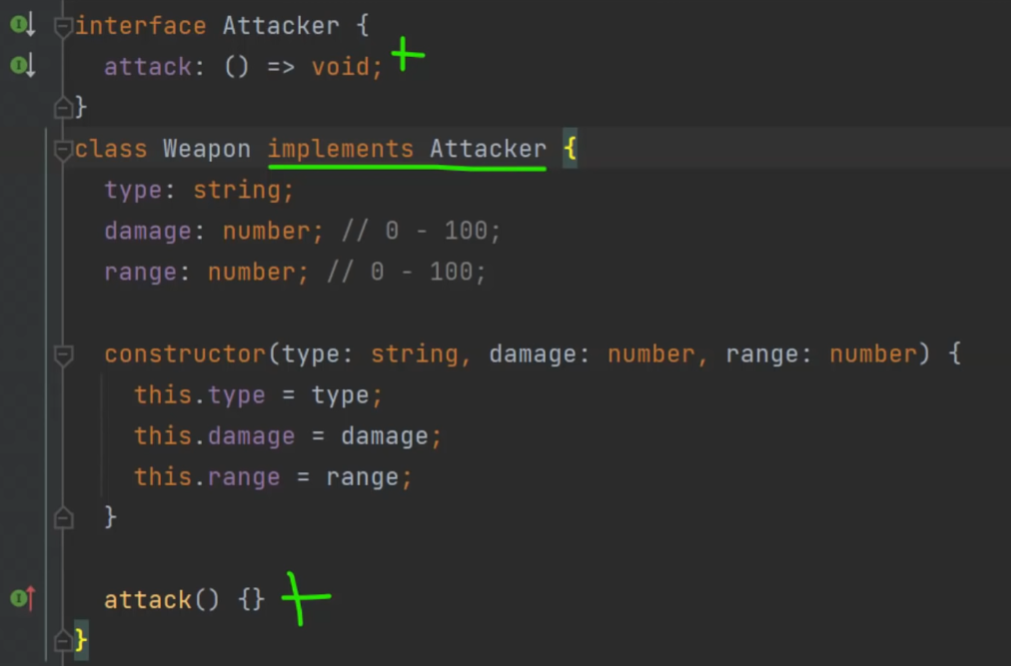 interface Attacker {
  attack: () => void;
}
class Weapon implements Attacker {
  type: string;
  damage: number; // 0 - 100;
  range: number; // 0 - 100;

  constructor(type: string, damage: number, range: number) {
    this.type = type;
    this.damage = damage;
    this.range = range;
  }

  attack() {}
}